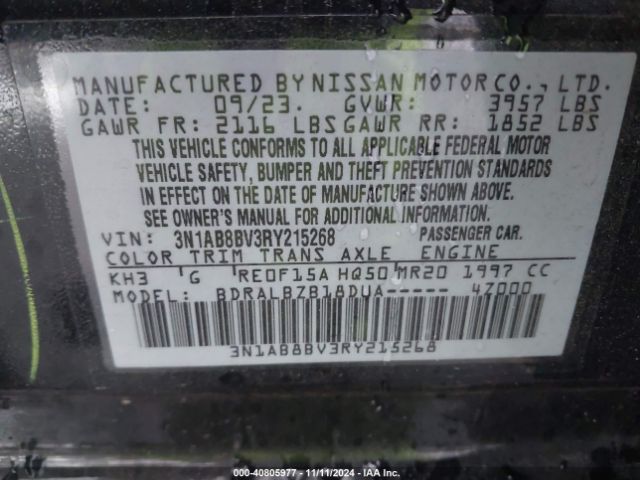 MANUFACTURED BY NISSAN MOTOR CO., LTD.
DATE: 09/23. GVWR: 3957 LBS
GAWR FR: 2116 LBS GAWR RR: 1852 LBS
THIS VEHICLE CONFORMS TO ALL APPLICABLE FEDERAL MOTOR
VEHICLE SAFETY, BUMPER AND THEFT PREVENTION STANDARDS
IN EFFECT ON THE DATE OF MANUFACTURE SHOWN ABOVE.
SEE OWNER'S MANUAL FOR ADDITIONAL INFORMATION.
VIN: 3N1AB8BV3RY215268 PASSENGER CAR.
COLOR TRIM TRANS AXLE ENGINE
KH3 G RE0F15A HQ50 MR20 1997 CC
MODEL: BDRALBZB18DUA----- 4Z000
3N1AB8BV3RY215268
000-40805977 - 11/11/2024 - IAA